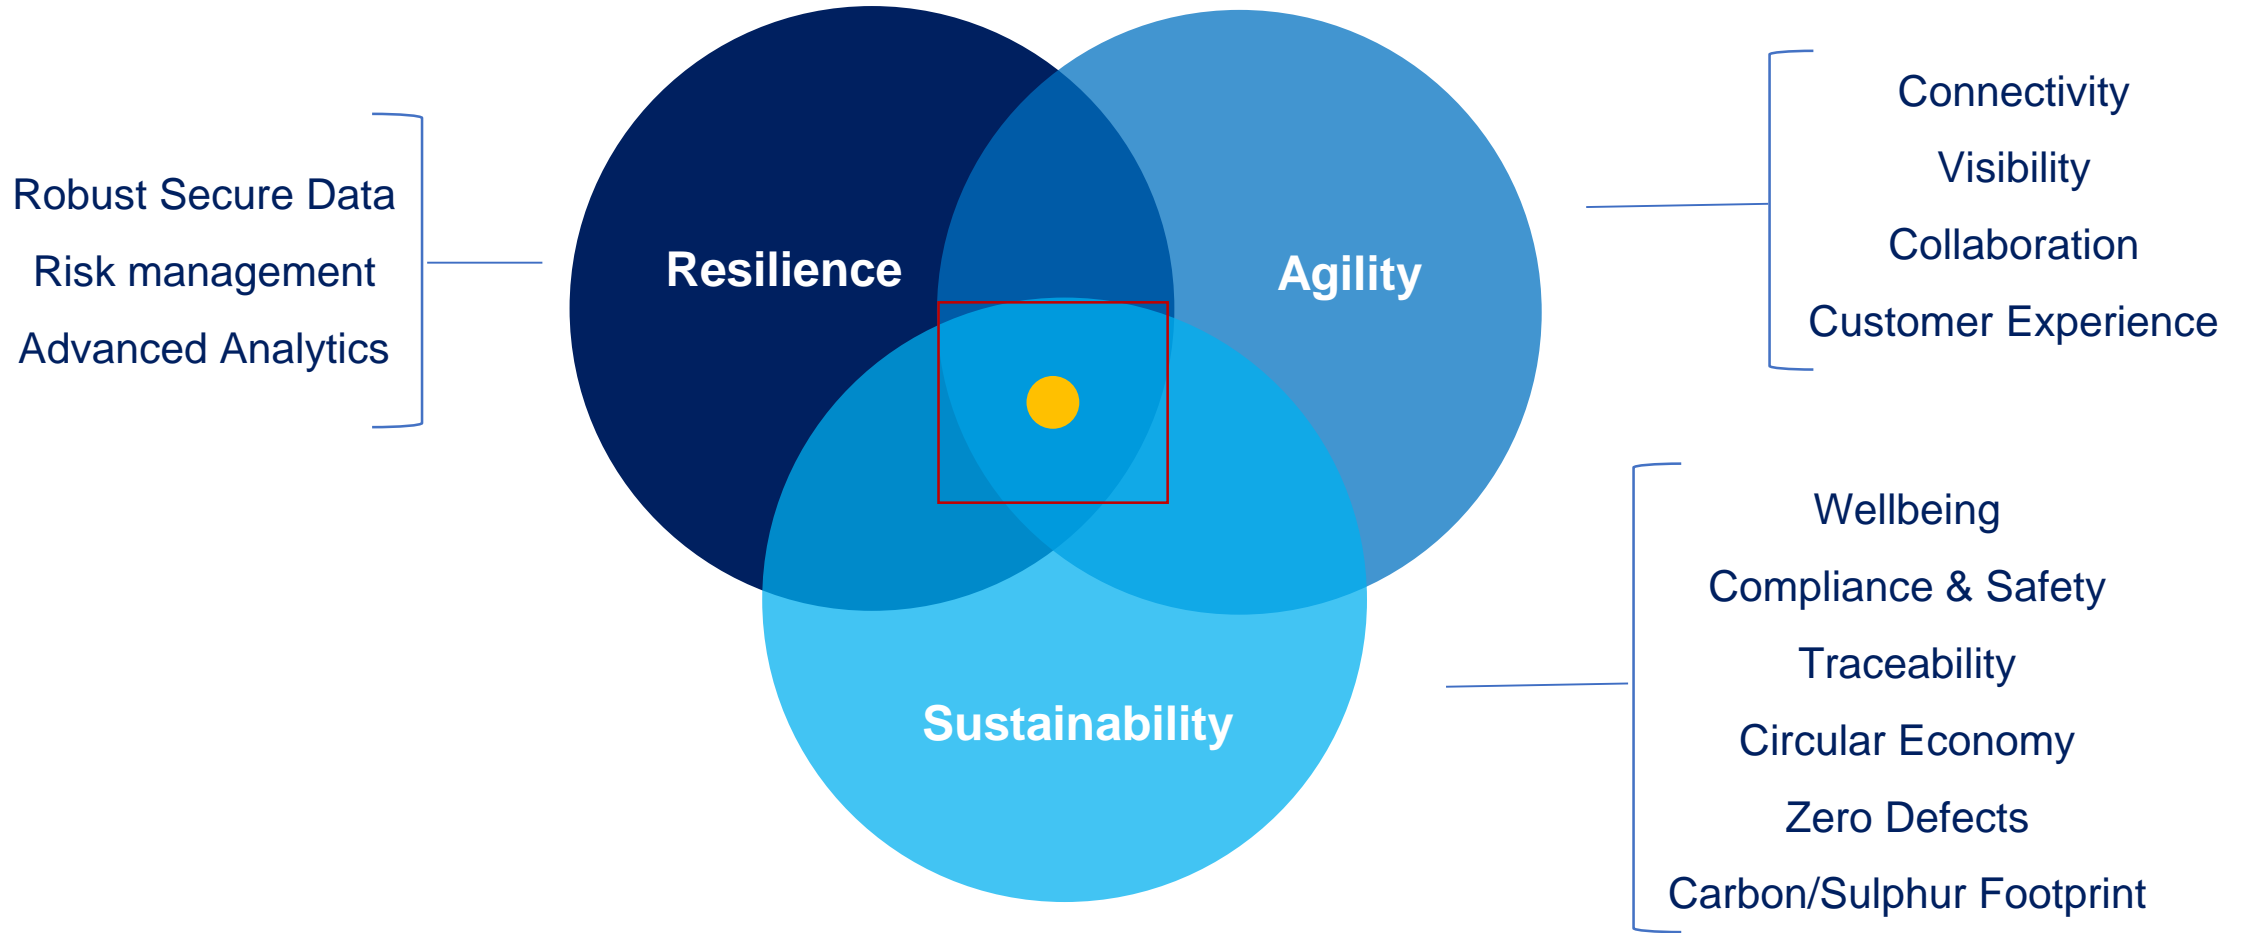 Robust Secure Data
Risk management
Advanced Analytics
Resilience
Agility
Sustainability
Connectivity
Visibility
Collaboration
Customer Experience
Wellbeing
Compliance & Safety
Traceability
Circular Economy
Zero Defects
Carbon/Sulphur Footprint